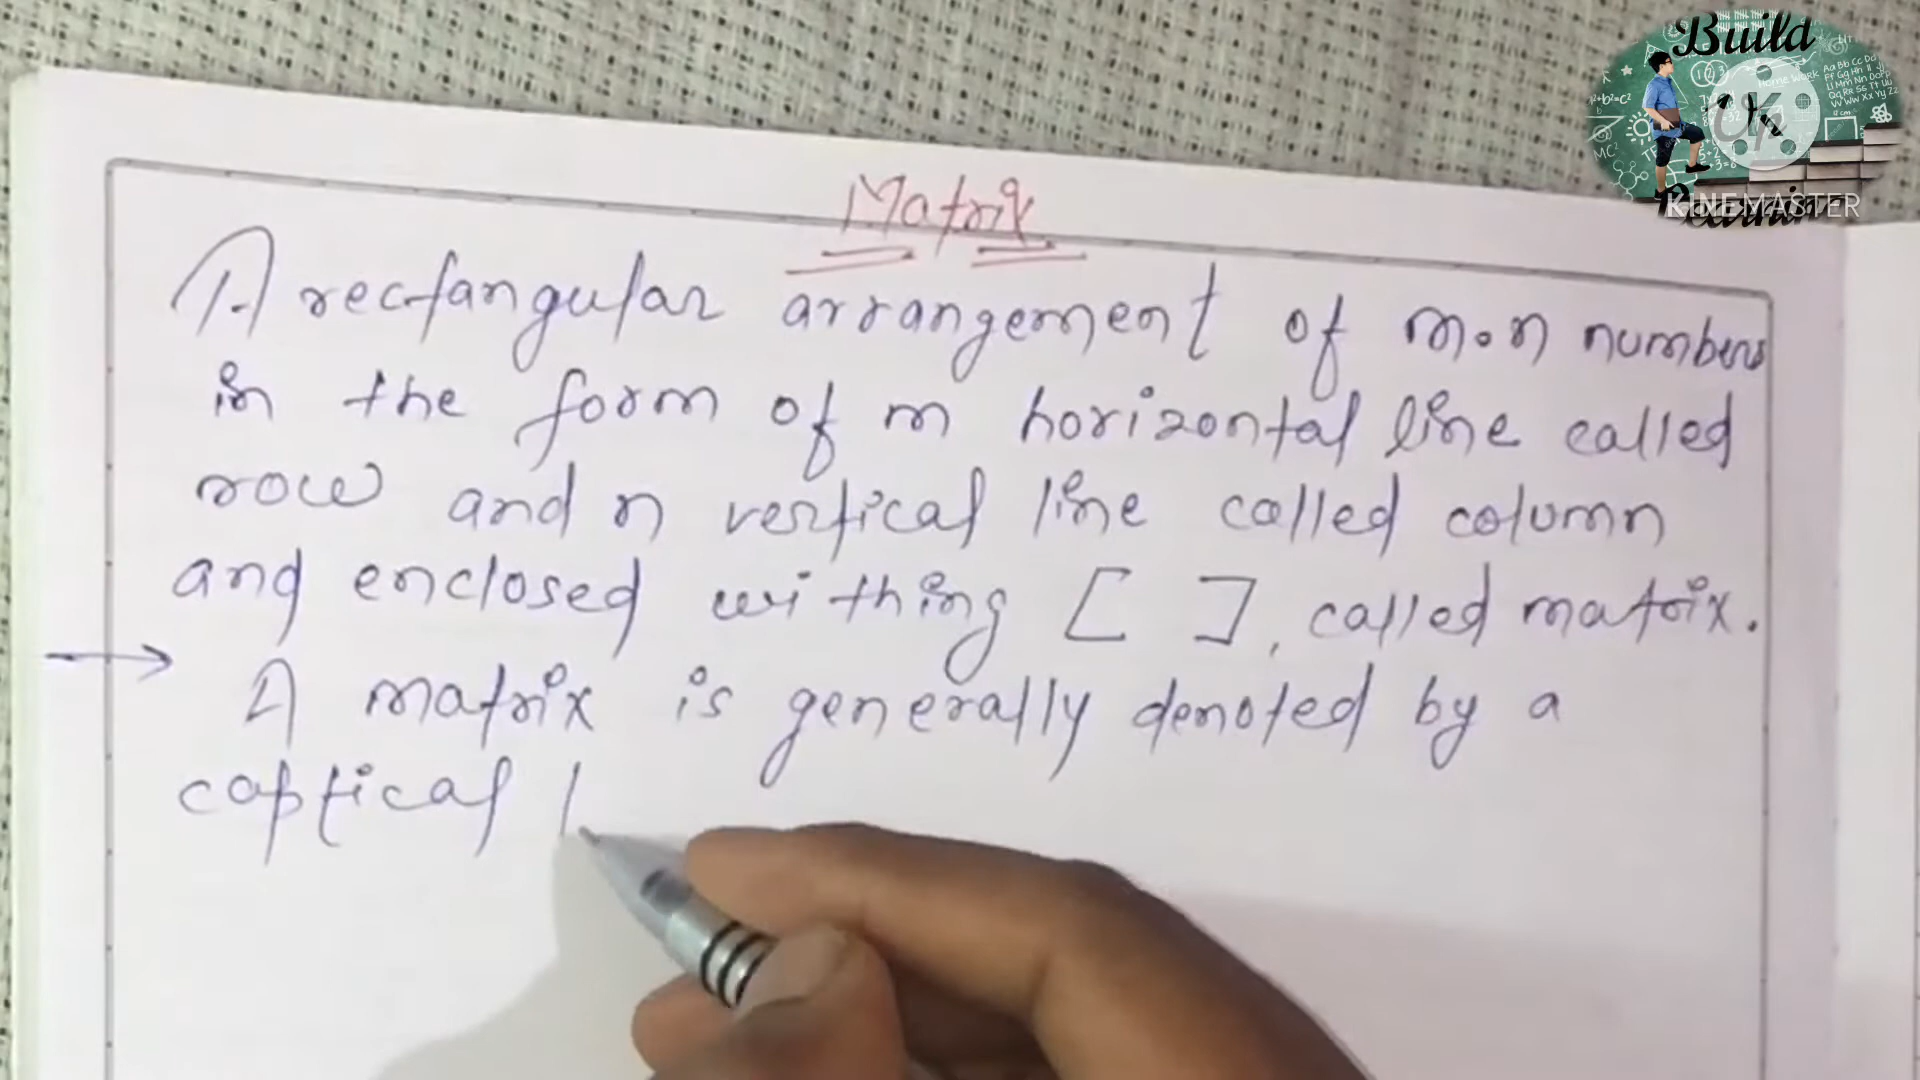 Build
KINEMASTER
Matrix
A rectangular arrangement of m.n numbers
in the form of m horizontal line called
row and n vertical line called column
and enclosed withing [ ], called matrix.
A matrix is generally denoted by a
captical l